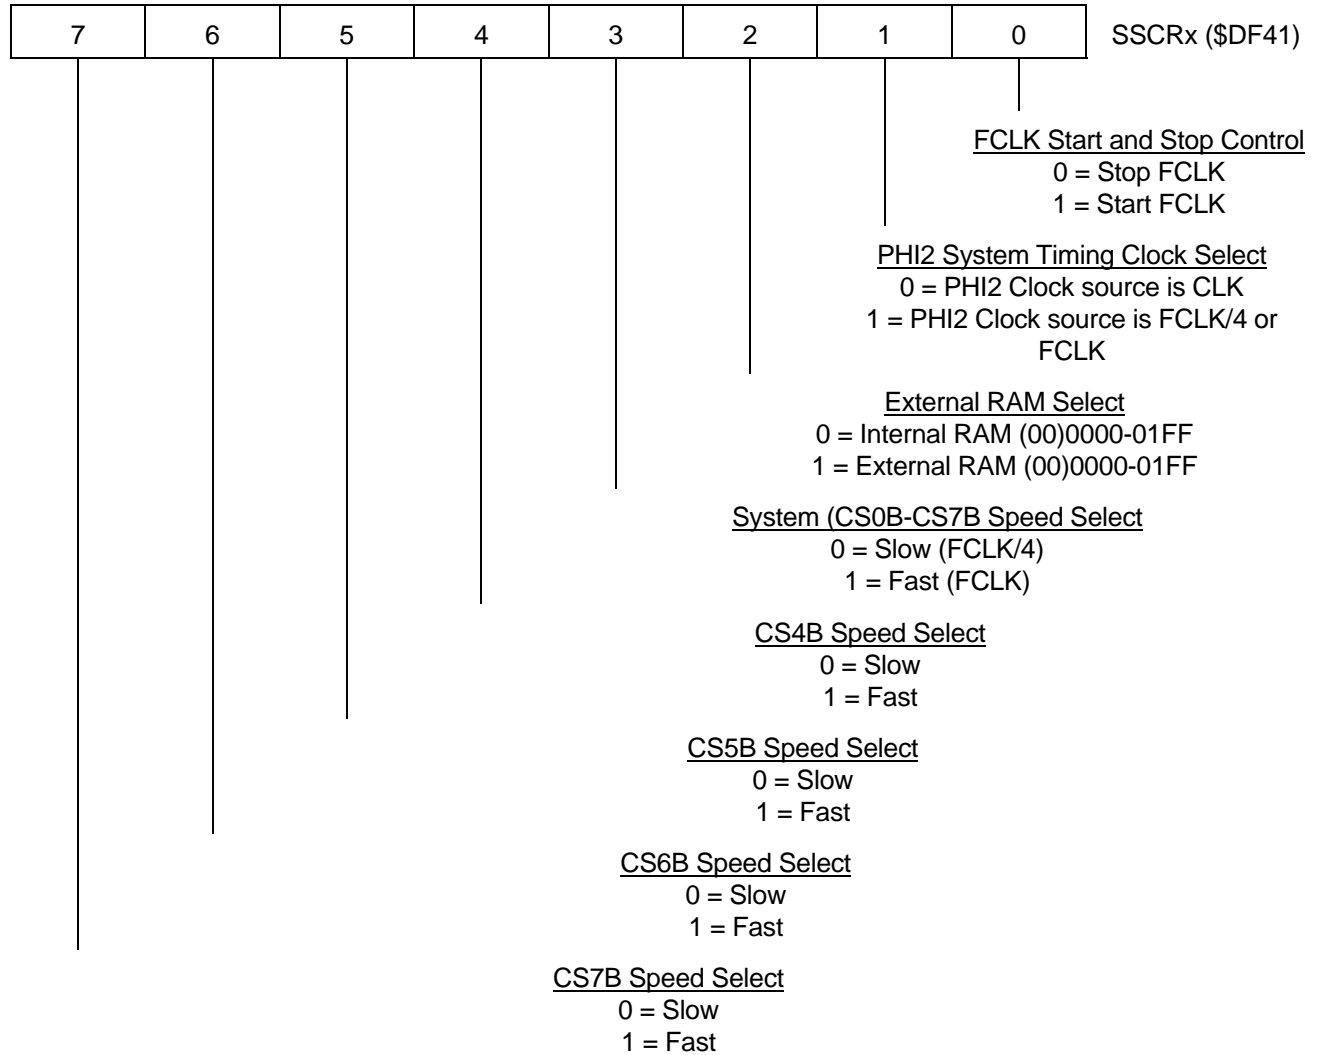 7 6 5 4 3 2 1 0 SSCRx ($DF41)
FCLK Start and Stop Control
0 = Stop FCLK
1 = Start FCLK
PHI2 System Timing Clock Select
0 = PHI2 Clock source is CLK
1 = PHI2 Clock source is FCLK/4 or
FCLK
External RAM Select
0 = Internal RAM (00)0000-01FF
1 = External RAM (00)0000-01FF
System (CS0B-CS7B Speed Select
0 = Slow (FCLK/4)
1 = Fast (FCLK)
CS4B Speed Select
0 = Slow
1 = Fast
CS5B Speed Select
0 = Slow
1 = Fast
CS6B Speed Select
0 = Slow
1 = Fast
CS7B Speed Select
0 = Slow
1 = Fast